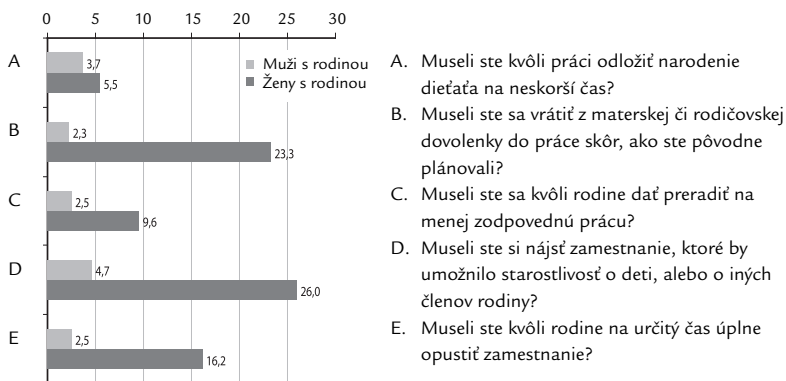 0 5 10 15 20 25 30
A
3,7
5,5
Muži s rodinou
Ženy s rodinou
B
2,3
23,3
C
2,5
9,6
D
4,7
26,0
E
2,5
16,2
A. Museli ste kvôli práci odložiť narodenie
dieťaťa na neskorší čas?
B. Museli ste sa vrátiť z materskej či rodičovskej
dovolenky do práce skôr, ako ste pôvodne
plánovali?
C. Museli ste sa kvôli rodine dať preradiť na
menej zodpovednú prácu?
D. Museli ste si nájsť zamestnanie, ktoré by
umožnilo starostlivosť o deti, alebo o iných
členov rodiny?
E. Museli ste kvôli rodine na určitý čas úplne
opustiť zamestnanie?